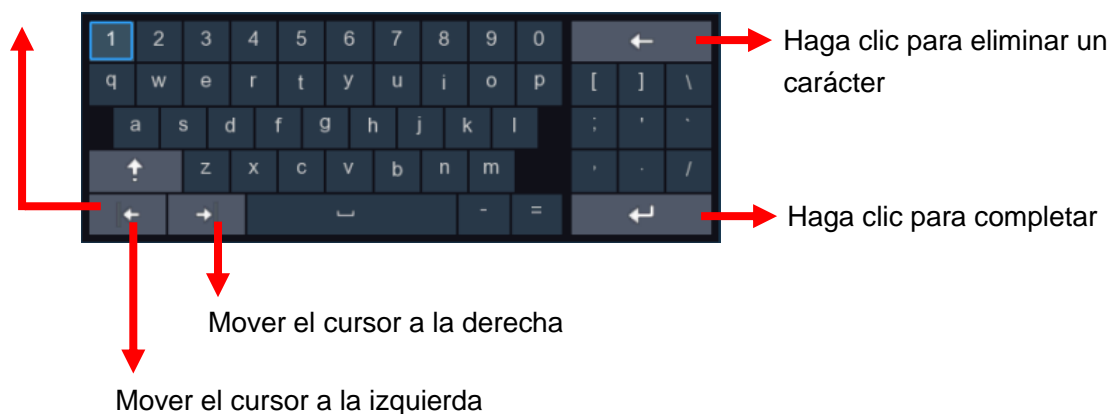 1 2 3 4 5 6 7 8 9 0 ←
q w e r t y u i o p [ ] \
a s d f g h j k l ; ' `
z x c v b n m , . /
← → - =
Haga clic para eliminar un
carácter
Haga clic para completar
Mover el cursor a la derecha
Mover el cursor a la izquierda